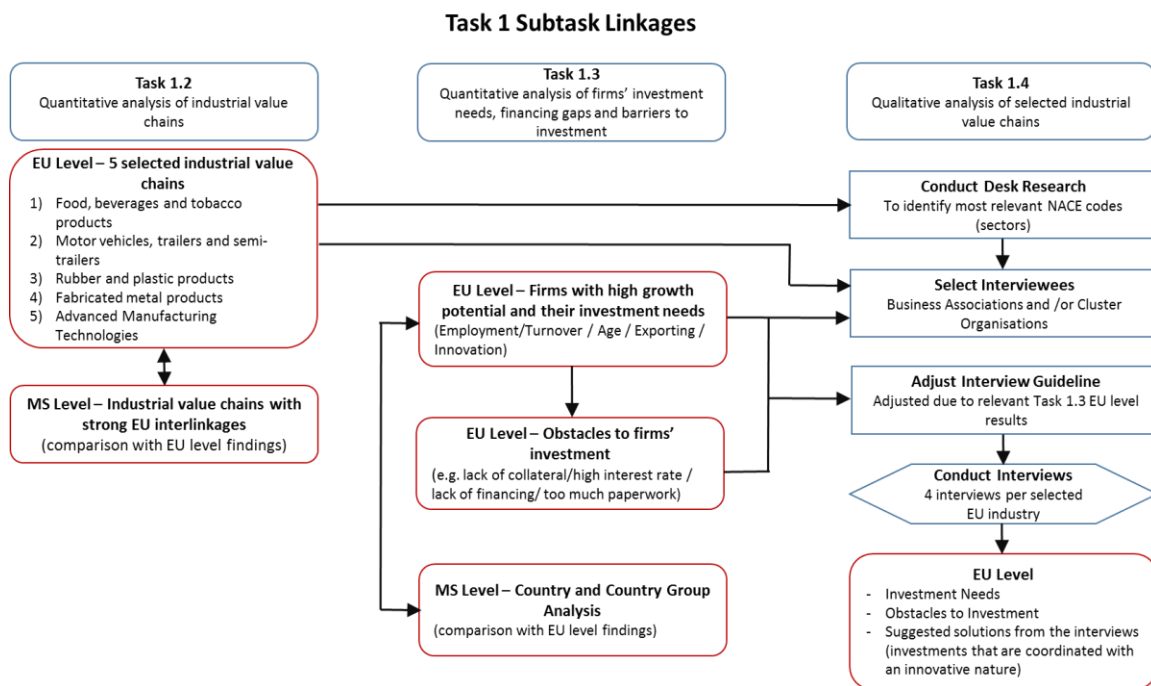 Task 1 Subtask Linkages
Task 1.2
Quantitative analysis of industrial value
chains
Task 1.3
Quantitative analysis of firms' investment
needs, financing gaps and barriers to
investment
Task 1.4
Qualitative analysis of selected industrial
value chains
EU Level – 5 selected industrial value
chains
1) Food, beverages and tobacco
products
2) Motor vehicles, trailers and semi-
trailers
3) Rubber and plastic products
4) Fabricated metal products
5) Advanced Manufacturing
Technologies
MS Level – Industrial value chains with
strong EU interlinkages
(comparison with EU level findings)
EU Level – Firms with high growth
potential and their investment needs
(Employment/Turnover / Age / Exporting /
Innovation)
EU Level – Obstacles to firms'
investment
(e.g. lack of collateral/high interest rate /
lack of financing/ too much paperwork)
MS Level – Country and Country Group
Analysis
(comparison with EU level findings)
Conduct Desk Research
To identify most relevant NACE codes
(sectors)
Select Interviewees
Business Associations and /or Cluster
Organisations
Adjust Interview Guideline
Adjusted due to relevant Task 1.3 EU level
results
Conduct Interviews
4 interviews per selected
EU industry
EU Level
- Investment Needs
- Obstacles to Investment
- Suggested solutions from the interviews
(investments that are coordinated with
an innovative nature)